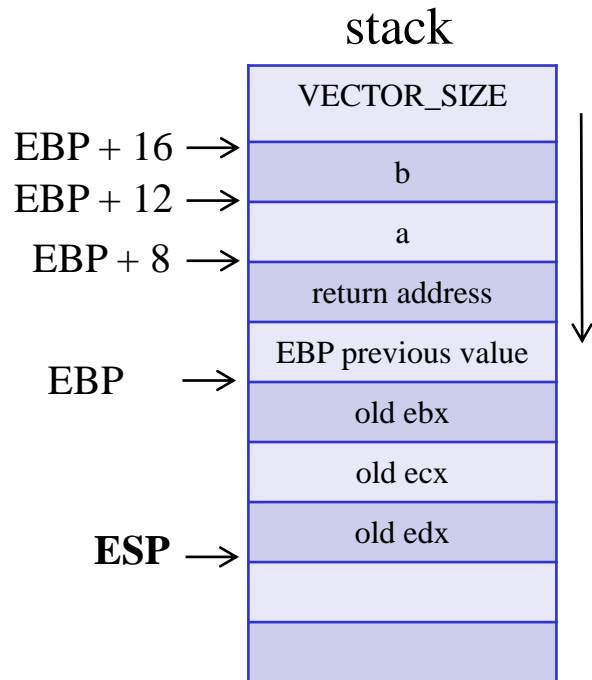 stack
VECTOR_SIZE
EBP + 16
b
EBP + 12
a
EBP + 8
return address
EBP previous value
EBP
old ebx
old ecx
old edx
ESP